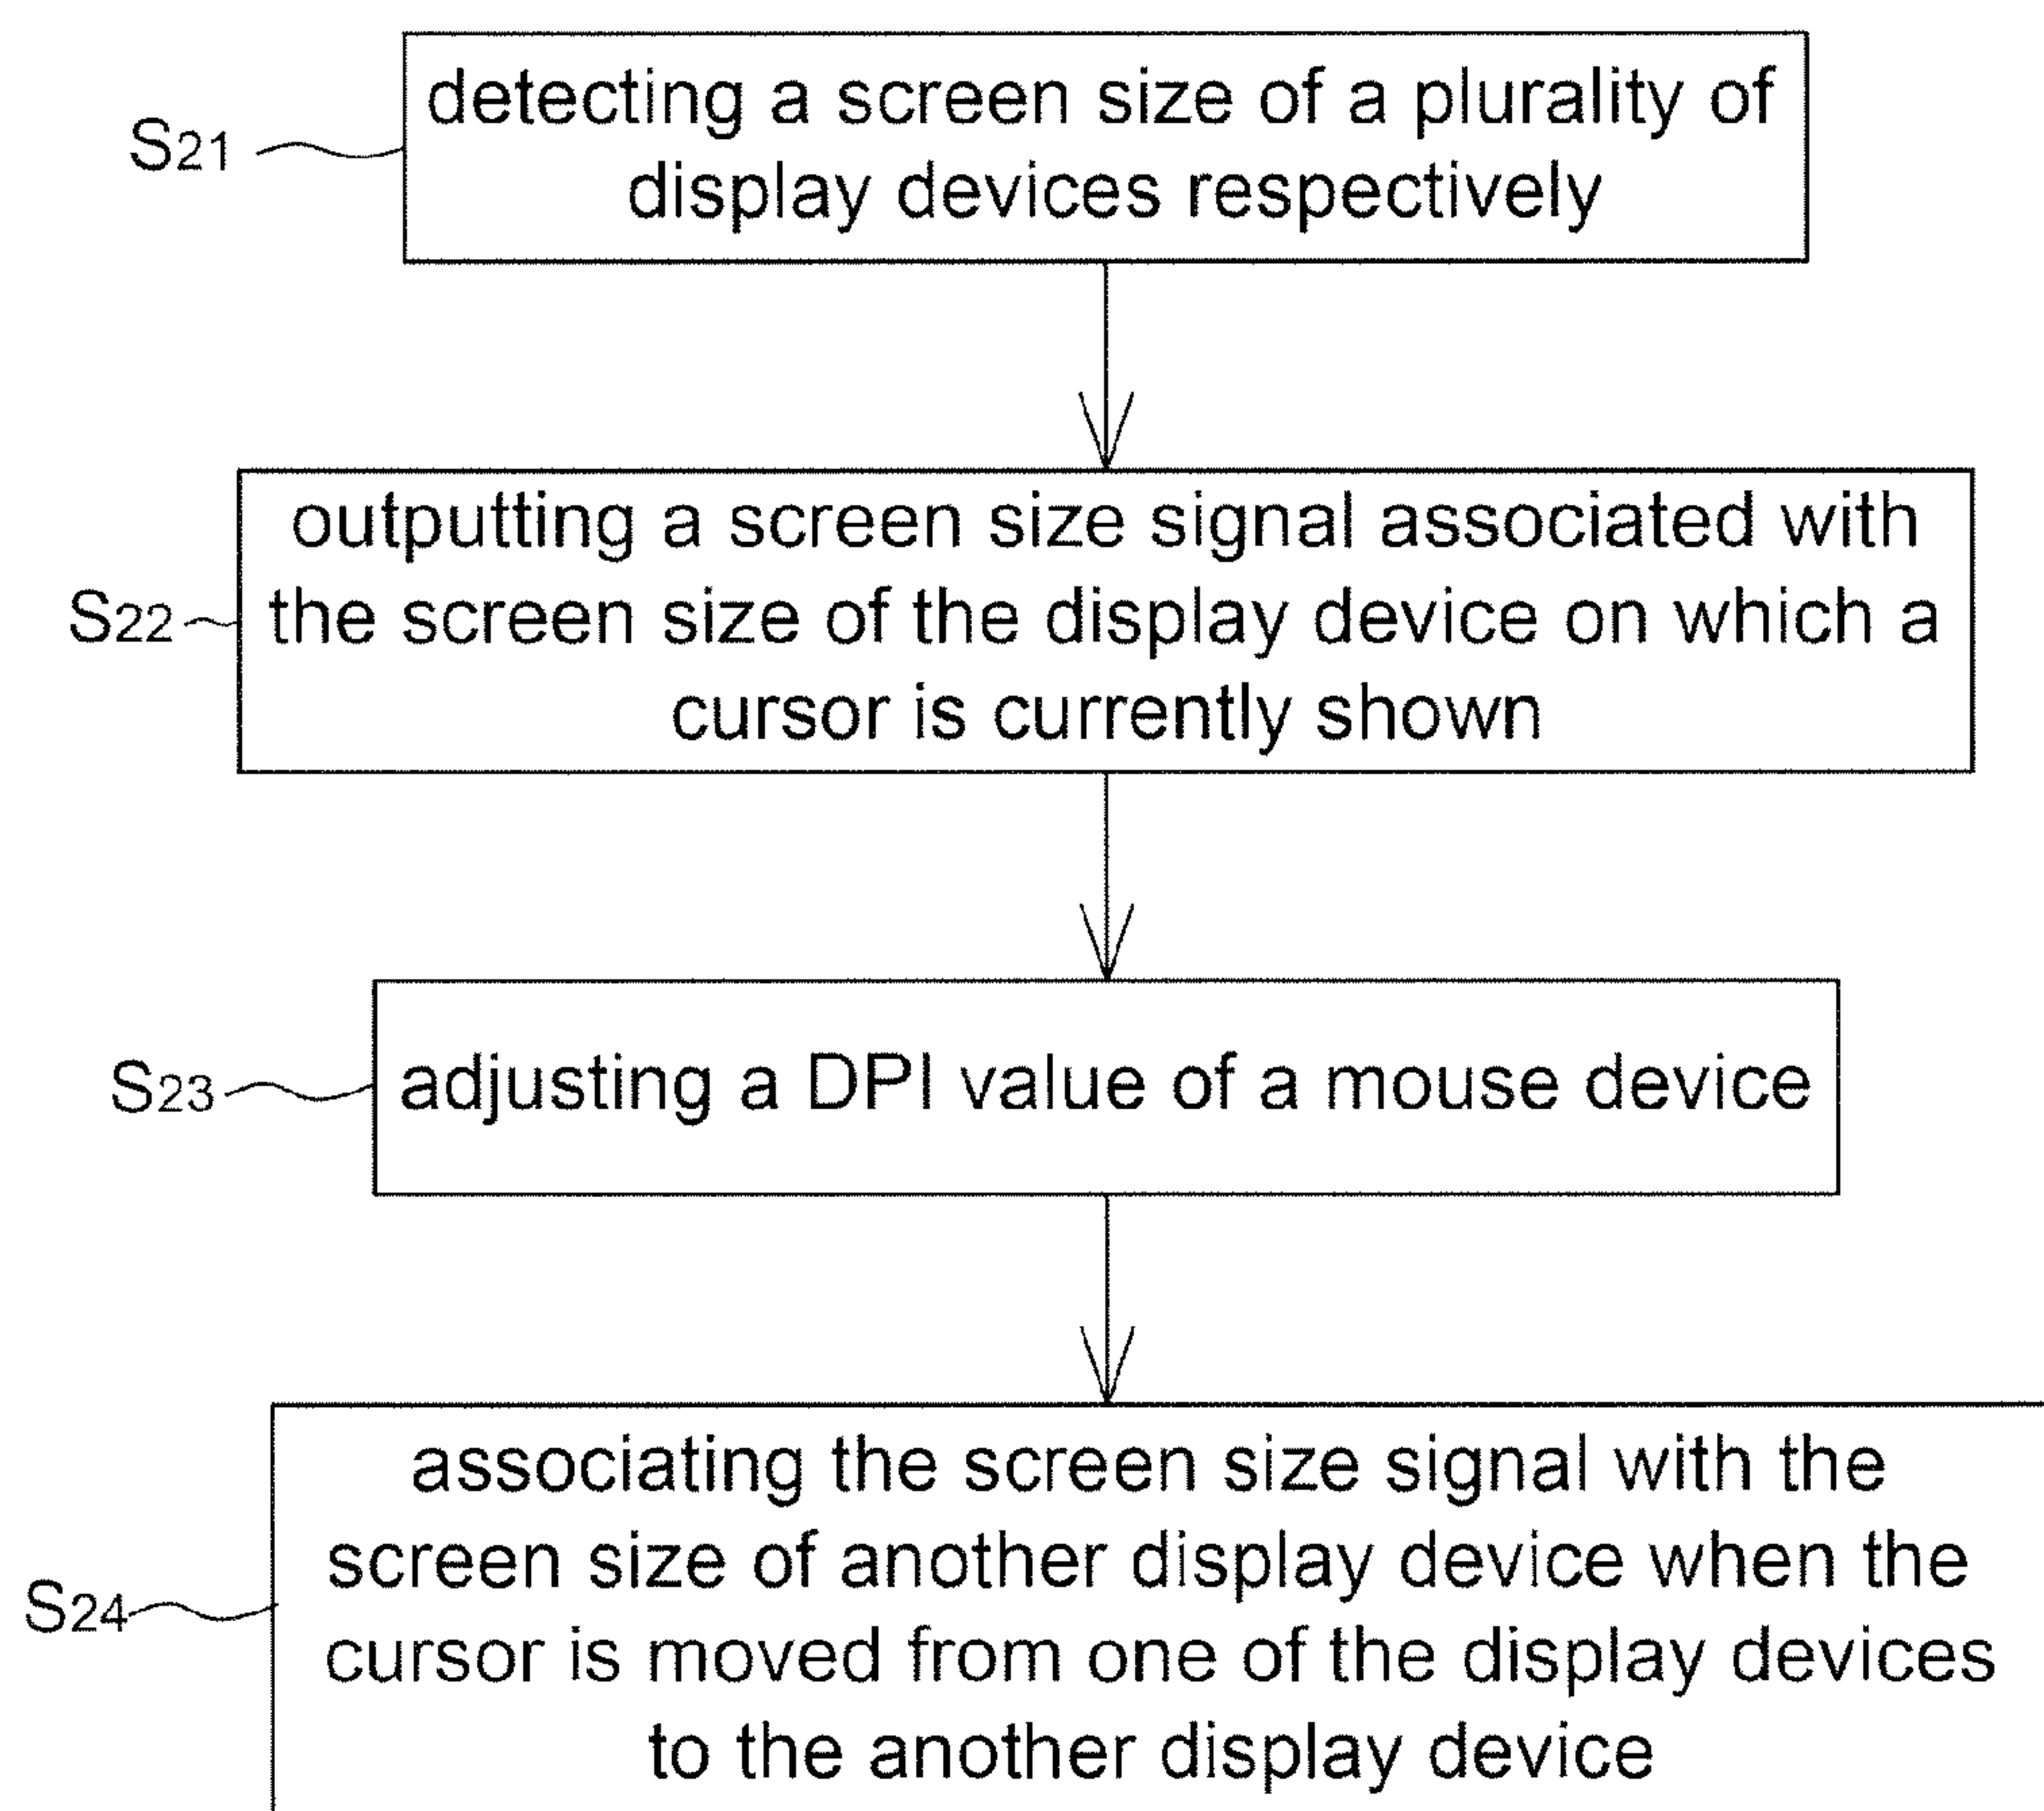 detecting a screen size of a plurality of
S21
display devices respectively
outputting a screen size signal associated with
S22
the screen size of the display device on which a
cursor is currently shown
S23
adjusting a DPI value of a mouse device
associating the screen size signal with the
screen size of another display device when the
S24
cursor is moved from one of the display devices
to the another display device